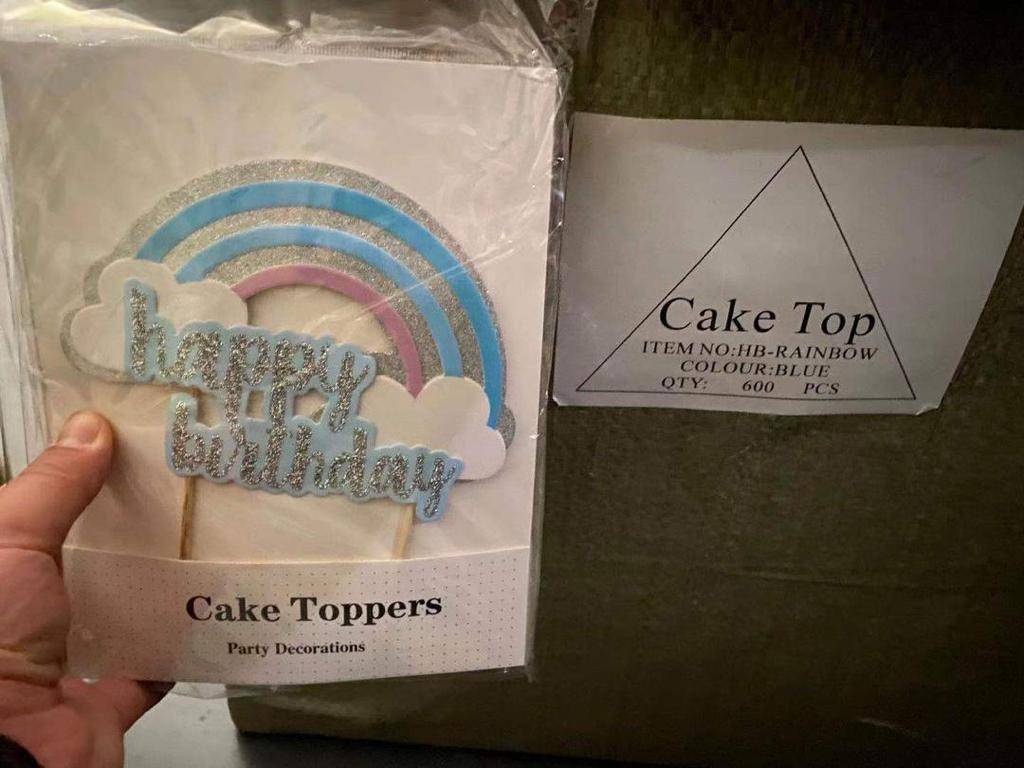 happy
birthday
Cake Toppers
Party Decorations
Cake Top
ITEM NO:HB-RAINBOW
COLOUR:BLUE
QTY: 600 PCS